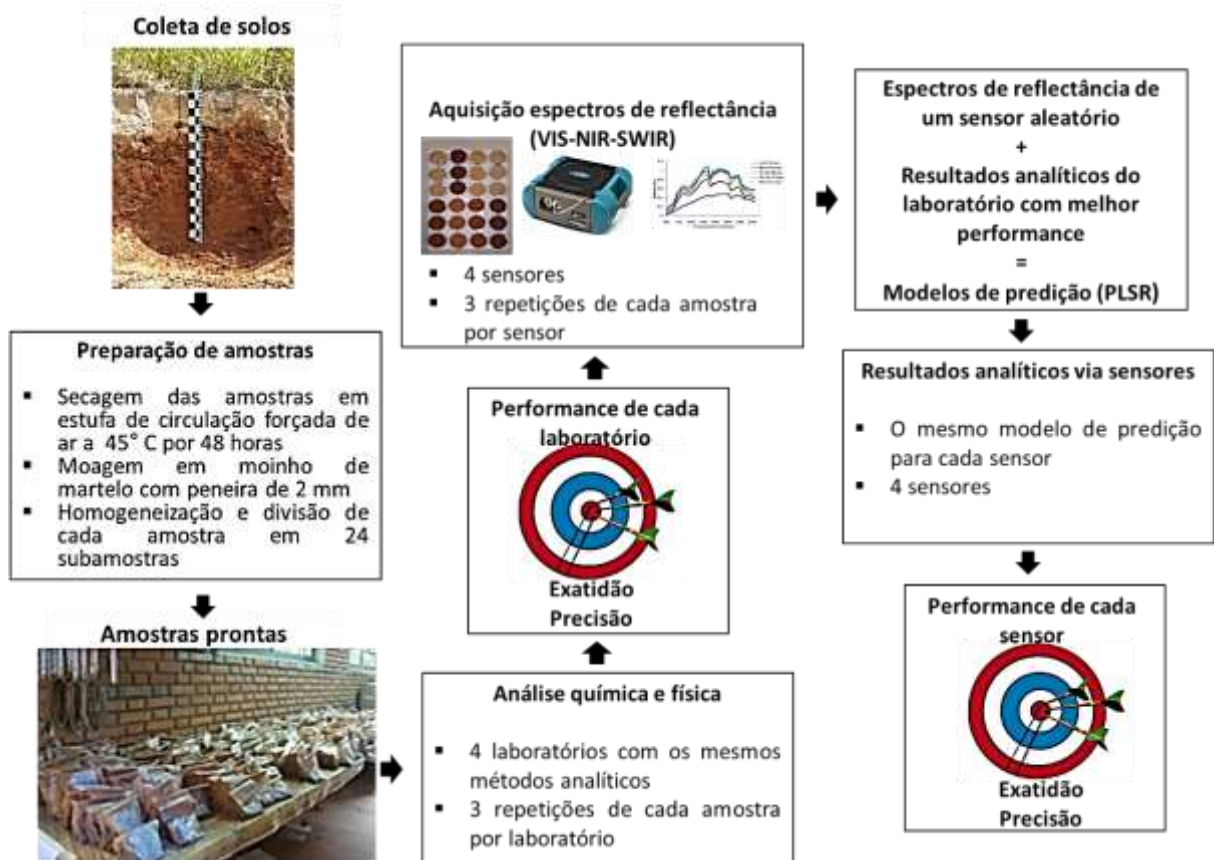 Coleta de solos
Preparação de amostras
▪ Secagem das amostras em
estufa de circulação forçada de
ar a 45° C por 48 horas
▪ Moagem em moinho de
martelo com peneira de 2 mm
▪ Homogeneização e divisão de
cada amostra em 24
subamostras
Amostras prontas
Análise química e física
▪ 4 laboratórios com os mesmos
métodos analíticos
▪ 3 repetições de cada amostra
por laboratório
Performance de cada
laboratório
Exatidão
Precisão
Aquisição espectros de reflectância
(VIS-NIR-SWIR)
▪ 4 sensores
▪ 3 repetições de cada amostra
por sensor
Espectros de reflectância de
um sensor aleatório
+
Resultados analíticos do
laboratório com melhor
performance
=
Modelos de predição (PLSR)
Resultados analíticos via sensores
▪ O mesmo modelo de predição
para cada sensor
▪ 4 sensores
Performance de cada
sensor
Exatidão
Precisão